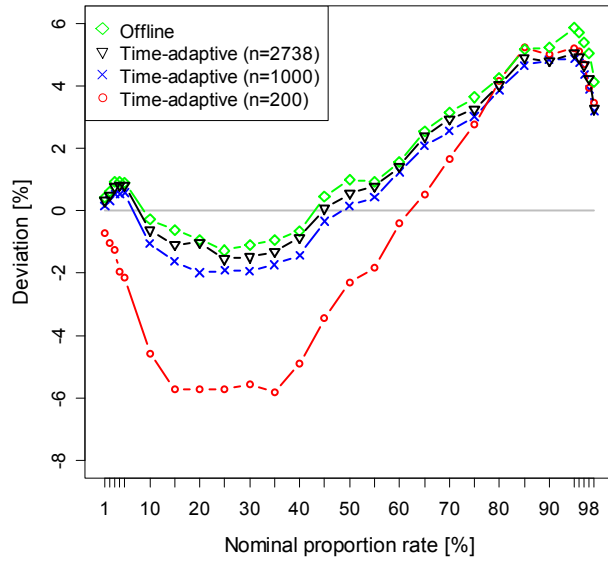 Offline
Time-adaptive (n=2738)
Time-adaptive (n=1000)
Time-adaptive (n=200)
6
4
2
0
-2
-4
-6
-8
Deviation [%]
1 10 20 30 40 50 60 70 80 90 98
Nominal proportion rate [%]